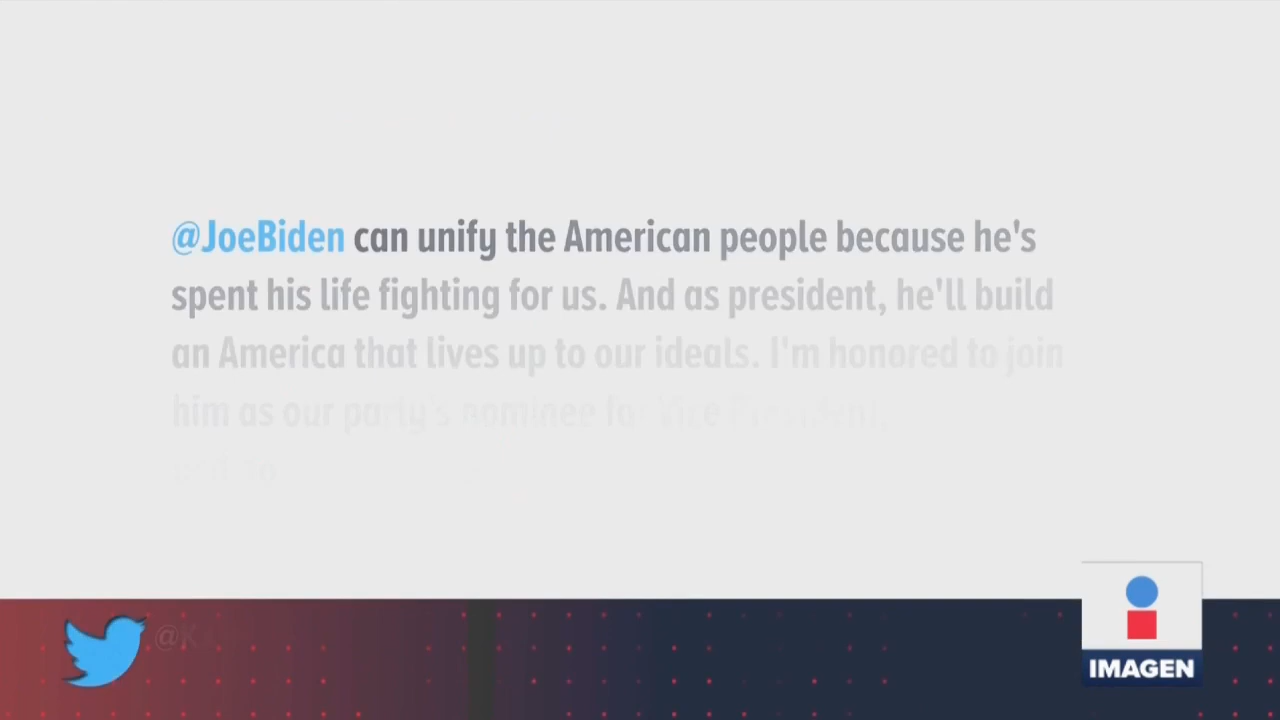 @JoeBiden can unify the American people because he's
spent his life fighting for us. And as president, he'll build
an America that lives up to our ideals. I'm honored to join
him as our party's nominee for Vice President,
@K
IMAGEN